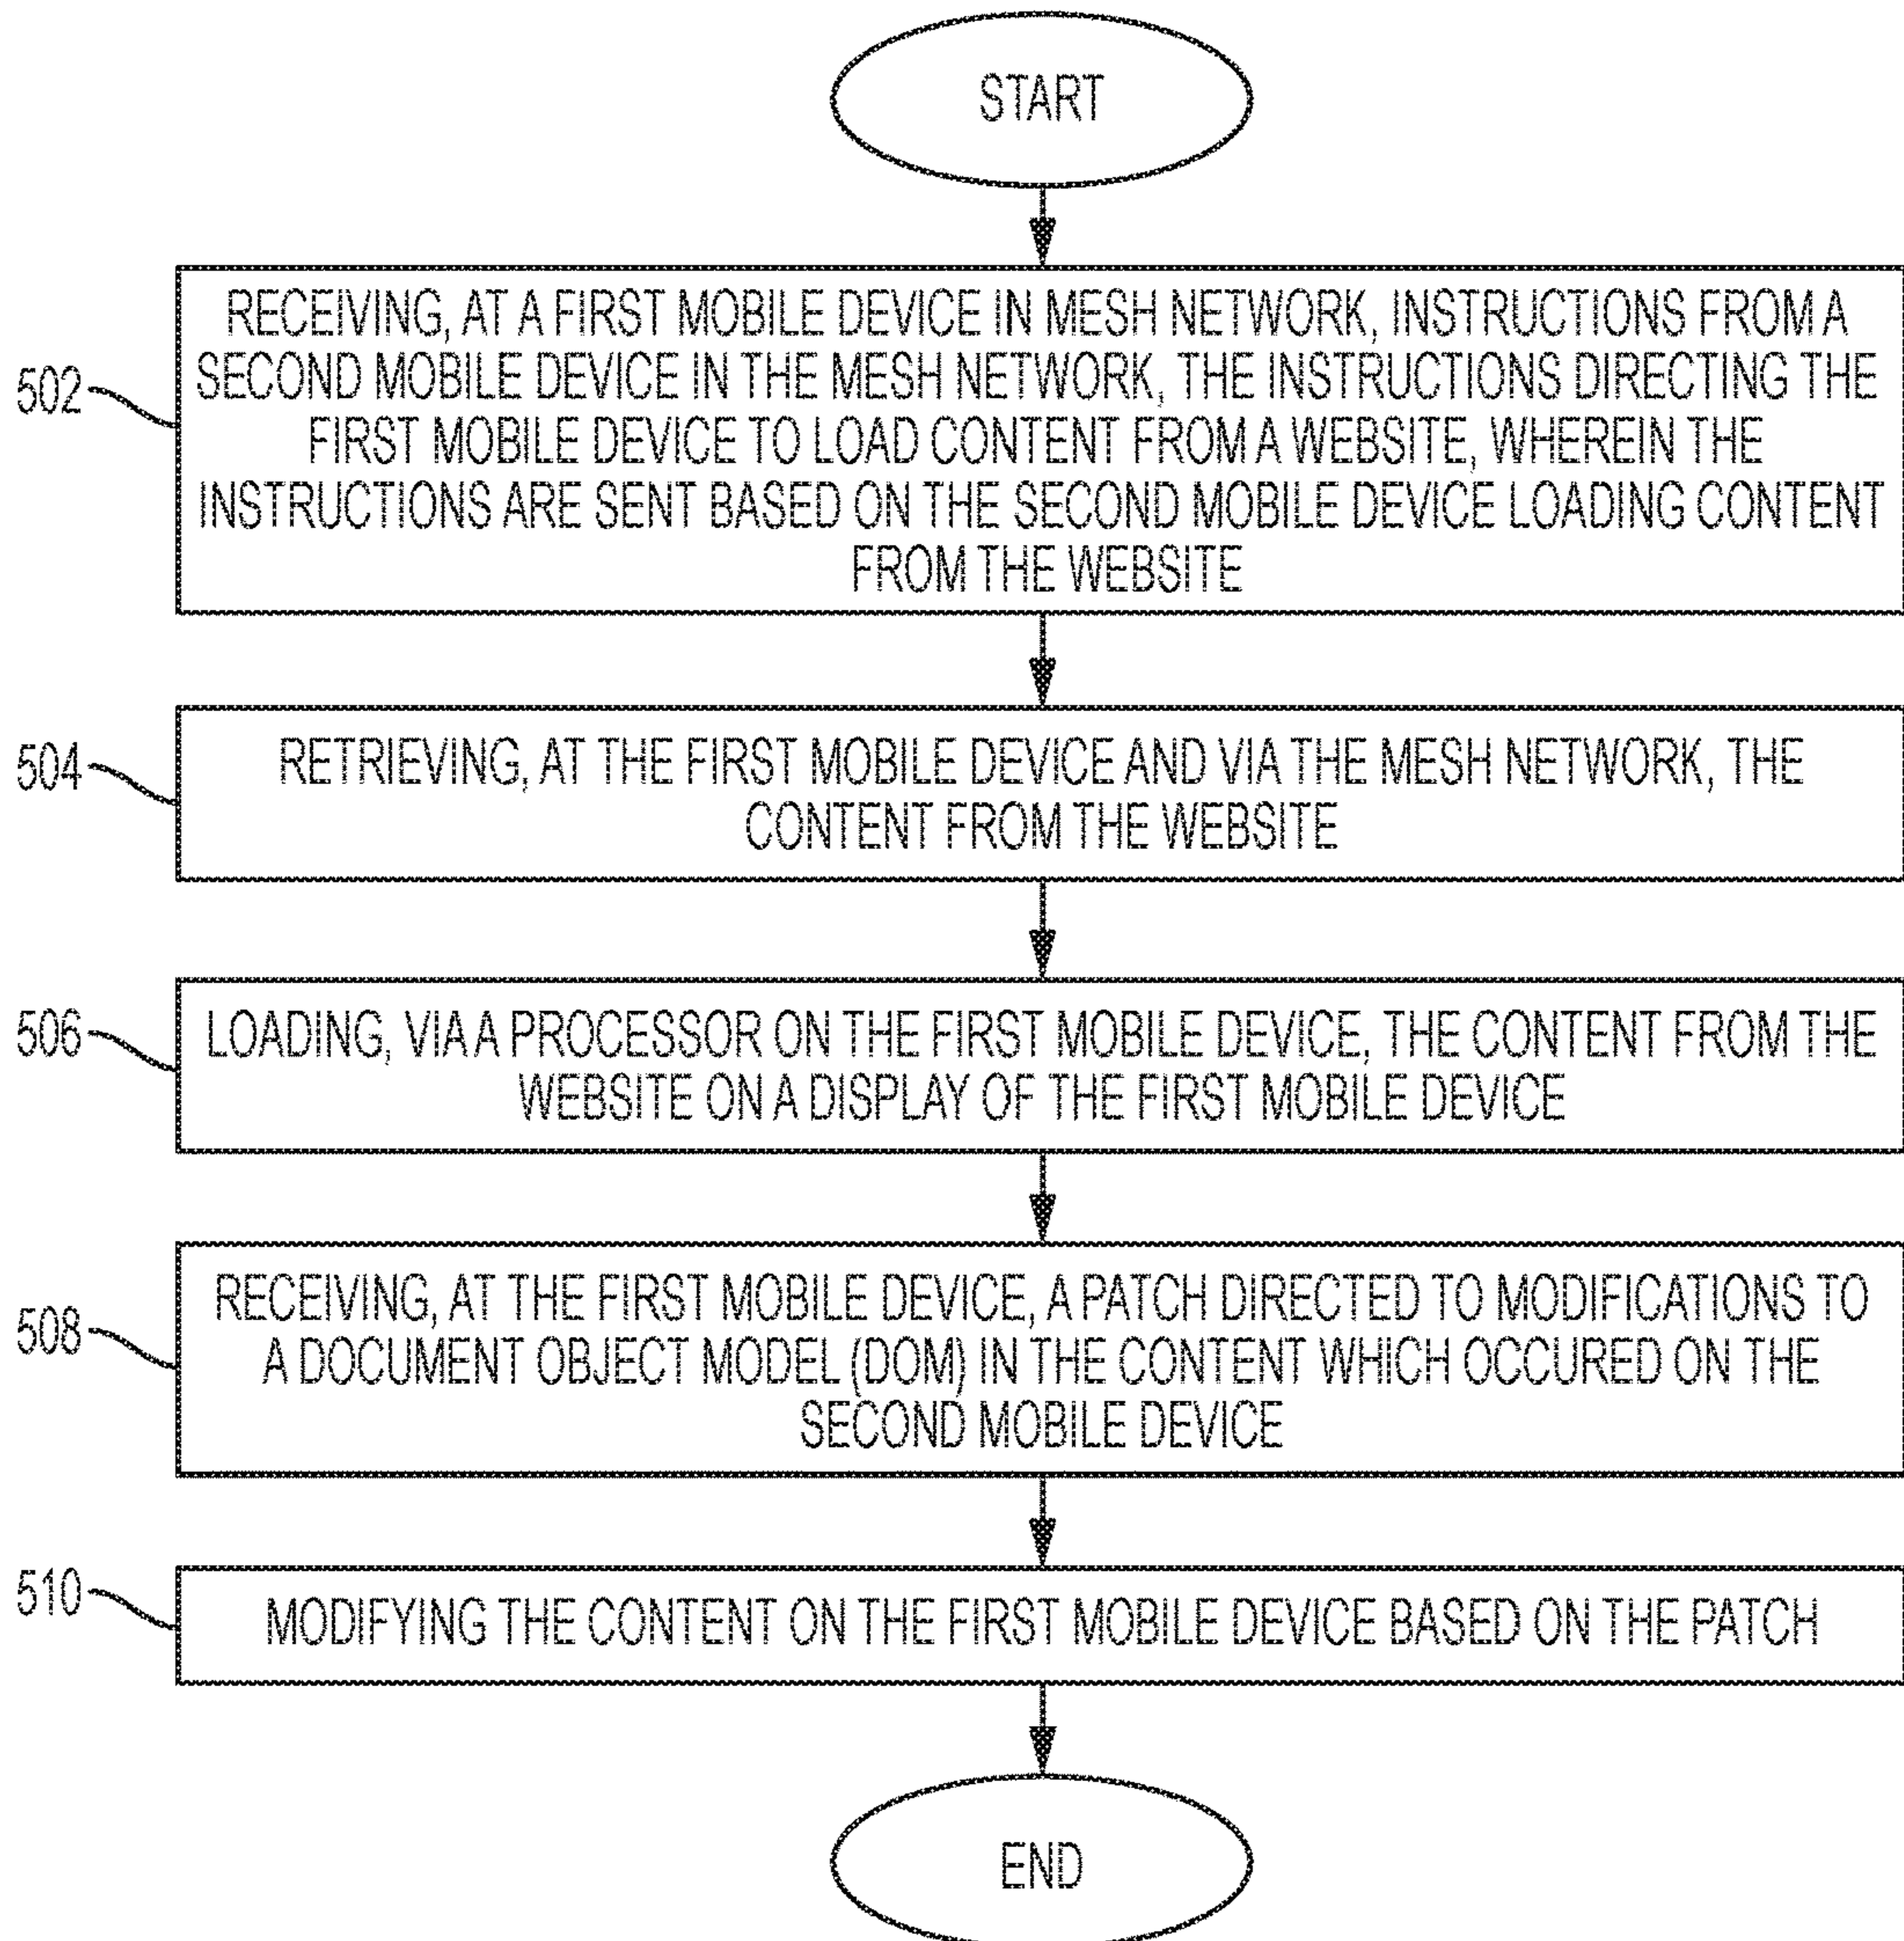 START
502
RECEIVING, AT A FIRST MOBILE DEVICE IN MESH NETWORK, INSTRUCTIONS FROM A
SECOND MOBILE DEVICE IN THE MESH NETWORK, THE INSTRUCTIONS DIRECTING THE
FIRST MOBILE DEVICE TO LOAD CONTENT FROM A WEBSITE, WHEREIN THE
INSTRUCTIONS ARE SENT BASED ON THE SECOND MOBILE DEVICE LOADING CONTENT
FROM THE WEBSITE
504
RETRIEVING, AT THE FIRST MOBILE DEVICE AND VIA THE MESH NETWORK, THE
CONTENT FROM THE WEBSITE
506
LOADING, VIA A PROCESSOR ON THE FIRST MOBILE DEVICE, THE CONTENT FROM THE
WEBSITE ON A DISPLAY OF THE FIRST MOBILE DEVICE
508
RECEIVING, AT THE FIRST MOBILE DEVICE, A PATCH DIRECTED TO MODIFICATIONS TO
A DOCUMENT OBJECT MODEL (DOM) IN THE CONTENT WHICH OCCURED ON THE
SECOND MOBILE DEVICE
510
MODIFYING THE CONTENT ON THE FIRST MOBILE DEVICE BASED ON THE PATCH
END